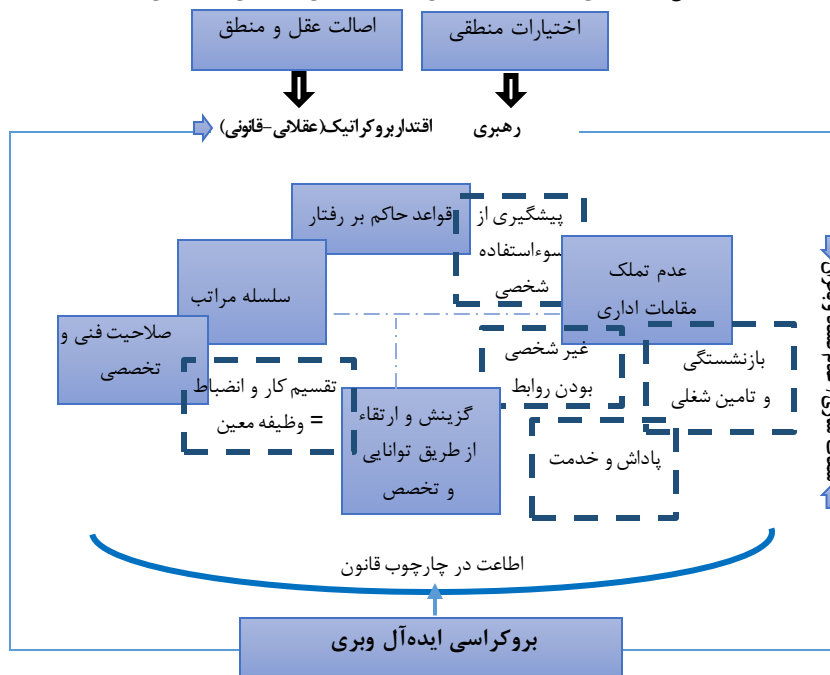 اختیارات منطقی
اصالت عقل و منطق
رهبری
اقتداربروکراتیک(عقلانی-قانونی)
پیشگیری از
سوءاستفاده
شخصی
قواعد حاکم بر رفتار
عدم تملک
مقامات اداری
سلسله مراتب
صلاحیت فنی و
تخصصی
غیر شخصی
بودن روابط
بازنشستگی
و تامین شغلی
تقسیم کار و انضباط
= وظیفه معین
گزینش و ارتقاء
از طریق توانایی
و تخصص
پاداش و خدمت
اطاعت در چارچوب قانون
بروکراسی ایده‌آل وبری